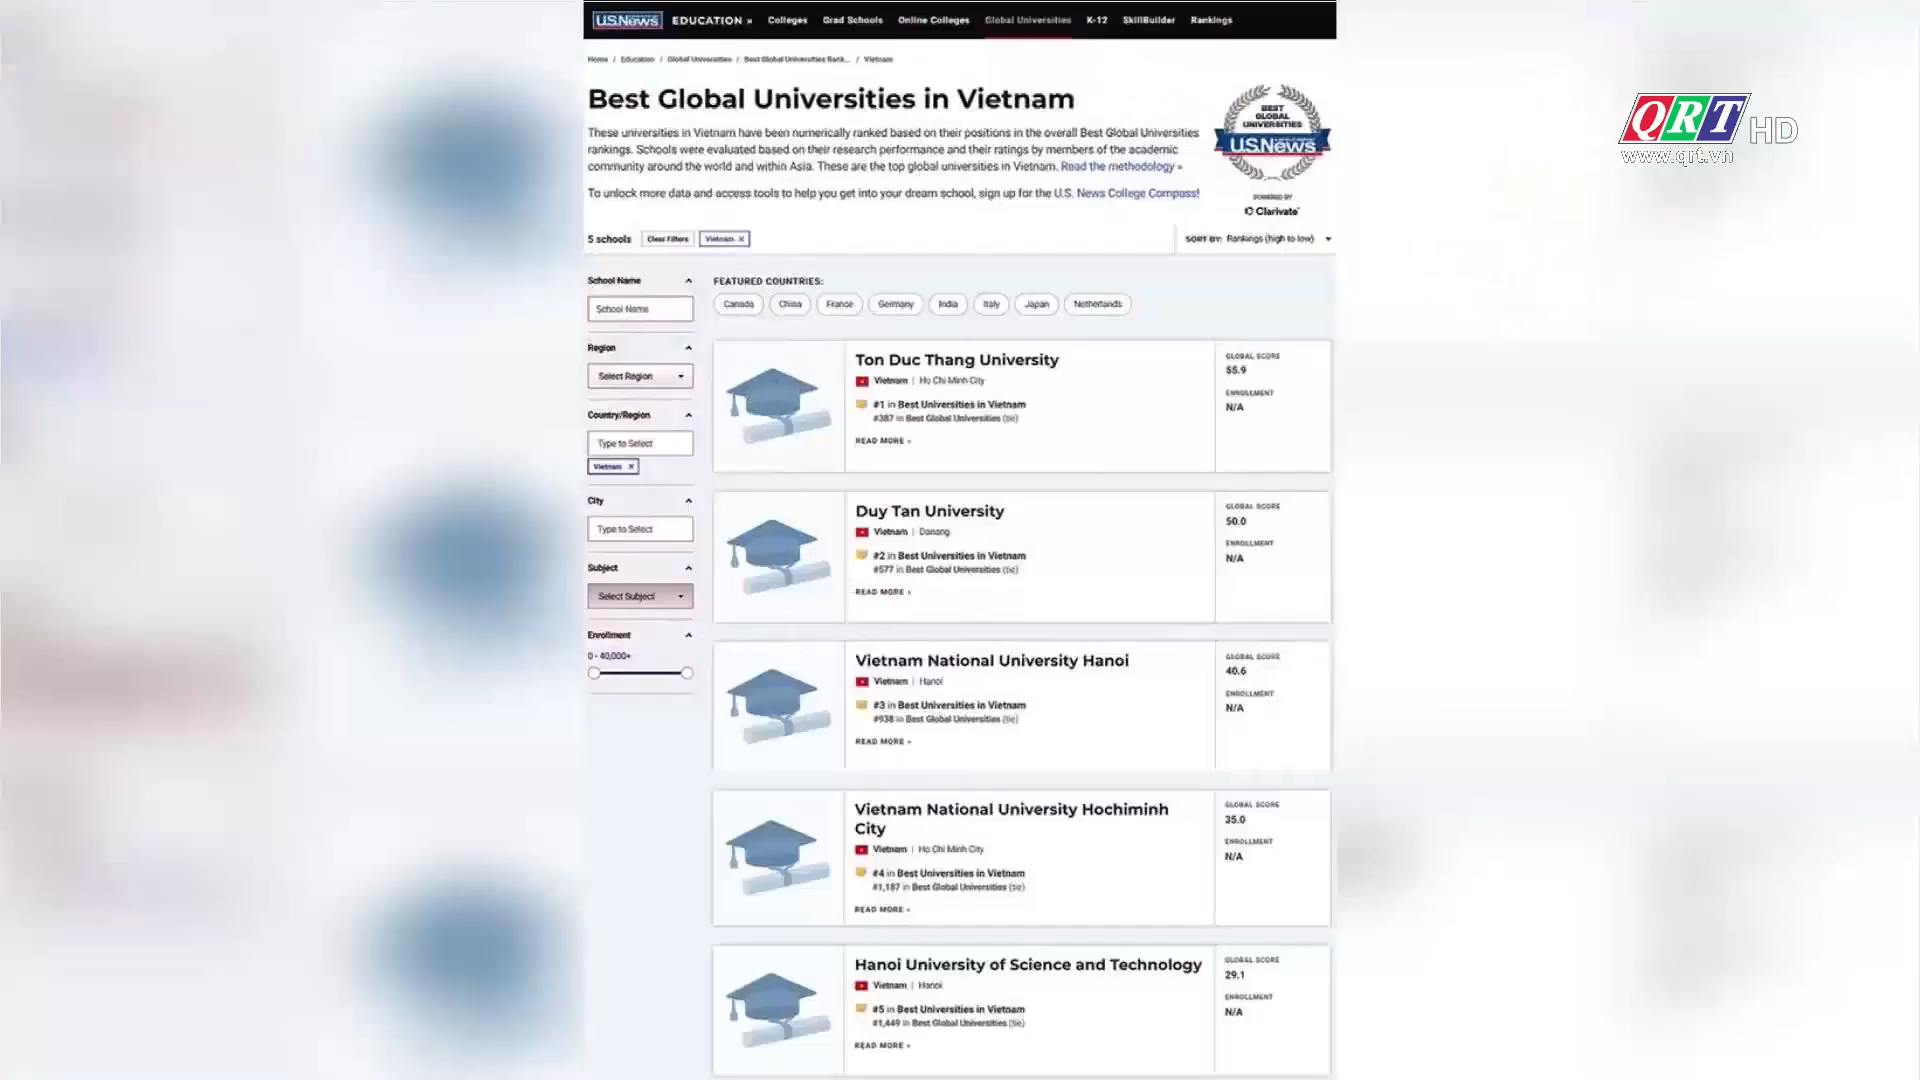 U.S.News EDUCATION » Colleges Grad Schools Online Colleges Global Universities K-12 SkillBuilder Rankings
Home / Education / Global Universities / Best Global Universities Rank... / Vietnam
Best Global Universities in Vietnam
These universities in Vietnam have been numerically ranked based on their positions in the overall Best Global Universities
rankings. Schools were evaluated based on their research performance and their ratings by members of the academic
community around the world and within Asia. These are the top global universities in Vietnam. Read the methodology »
To unlock more data and access tools to help you get into your dream school, sign up for the U.S. News College Compass!
BEST
GLOBAL
UNIVERSITIES
U.S.News
POWERED BY
Clarivate
QRT HD
www.qrt.vn
5 schools Clear Filters Vietnam X
SORT BY: Rankings (high to low)
School Name
School Name
Region
Select Region
Country/Region
Type to Select
Vietnam X
City
Type to Select
Subject
Select Subject
Enrollment
0 - 40,000+
FEATURED COUNTRIES:
Canada China France Germany India Italy Japan Netherlands
Ton Duc Thang University
Vietnam | Ho Chi Minh City
#1 in Best Universities in Vietnam
#387 in Best Global Universities (tie)
READ MORE »
GLOBAL SCORE
55.9
ENROLLMENT
N/A
Duy Tan University
Vietnam | Danang
#2 in Best Universities in Vietnam
#577 in Best Global Universities (tie)
READ MORE »
GLOBAL SCORE
50.0
ENROLLMENT
N/A
Vietnam National University Hanoi
Vietnam | Hanoi
#3 in Best Universities in Vietnam
#938 in Best Global Universities (tie)
READ MORE »
GLOBAL SCORE
40.6
ENROLLMENT
N/A
Vietnam National University Hochiminh
City
Vietnam | Ho Chi Minh City
#4 in Best Universities in Vietnam
#1,187 in Best Global Universities (tie)
READ MORE »
GLOBAL SCORE
35.0
ENROLLMENT
N/A
Hanoi University of Science and Technology
Vietnam | Hanoi
#5 in Best Universities in Vietnam
#1,449 in Best Global Universities (tie)
READ MORE »
GLOBAL SCORE
29.1
ENROLLMENT
N/A